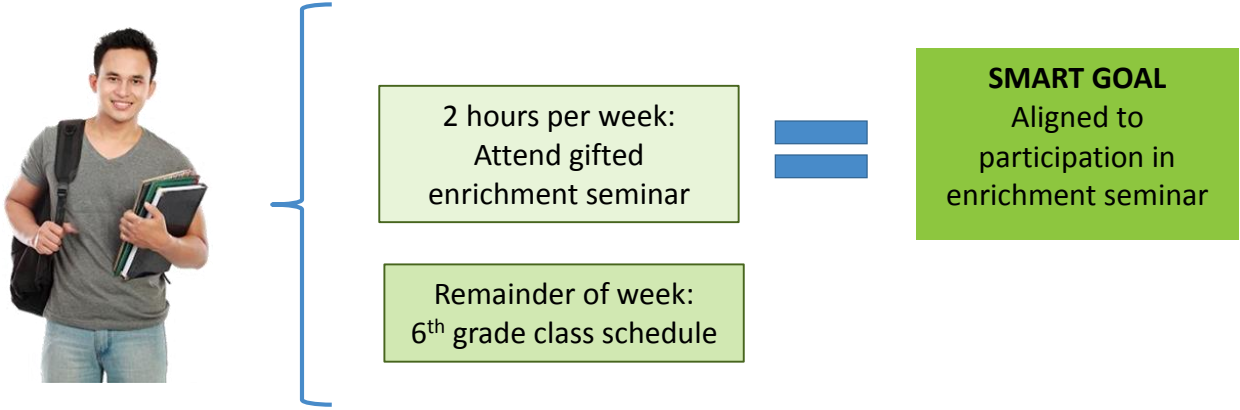 2 hours per week:
Attend gifted
enrichment seminar
SMART GOAL
Aligned to
participation in
enrichment seminar
Remainder of week:
6th grade class schedule